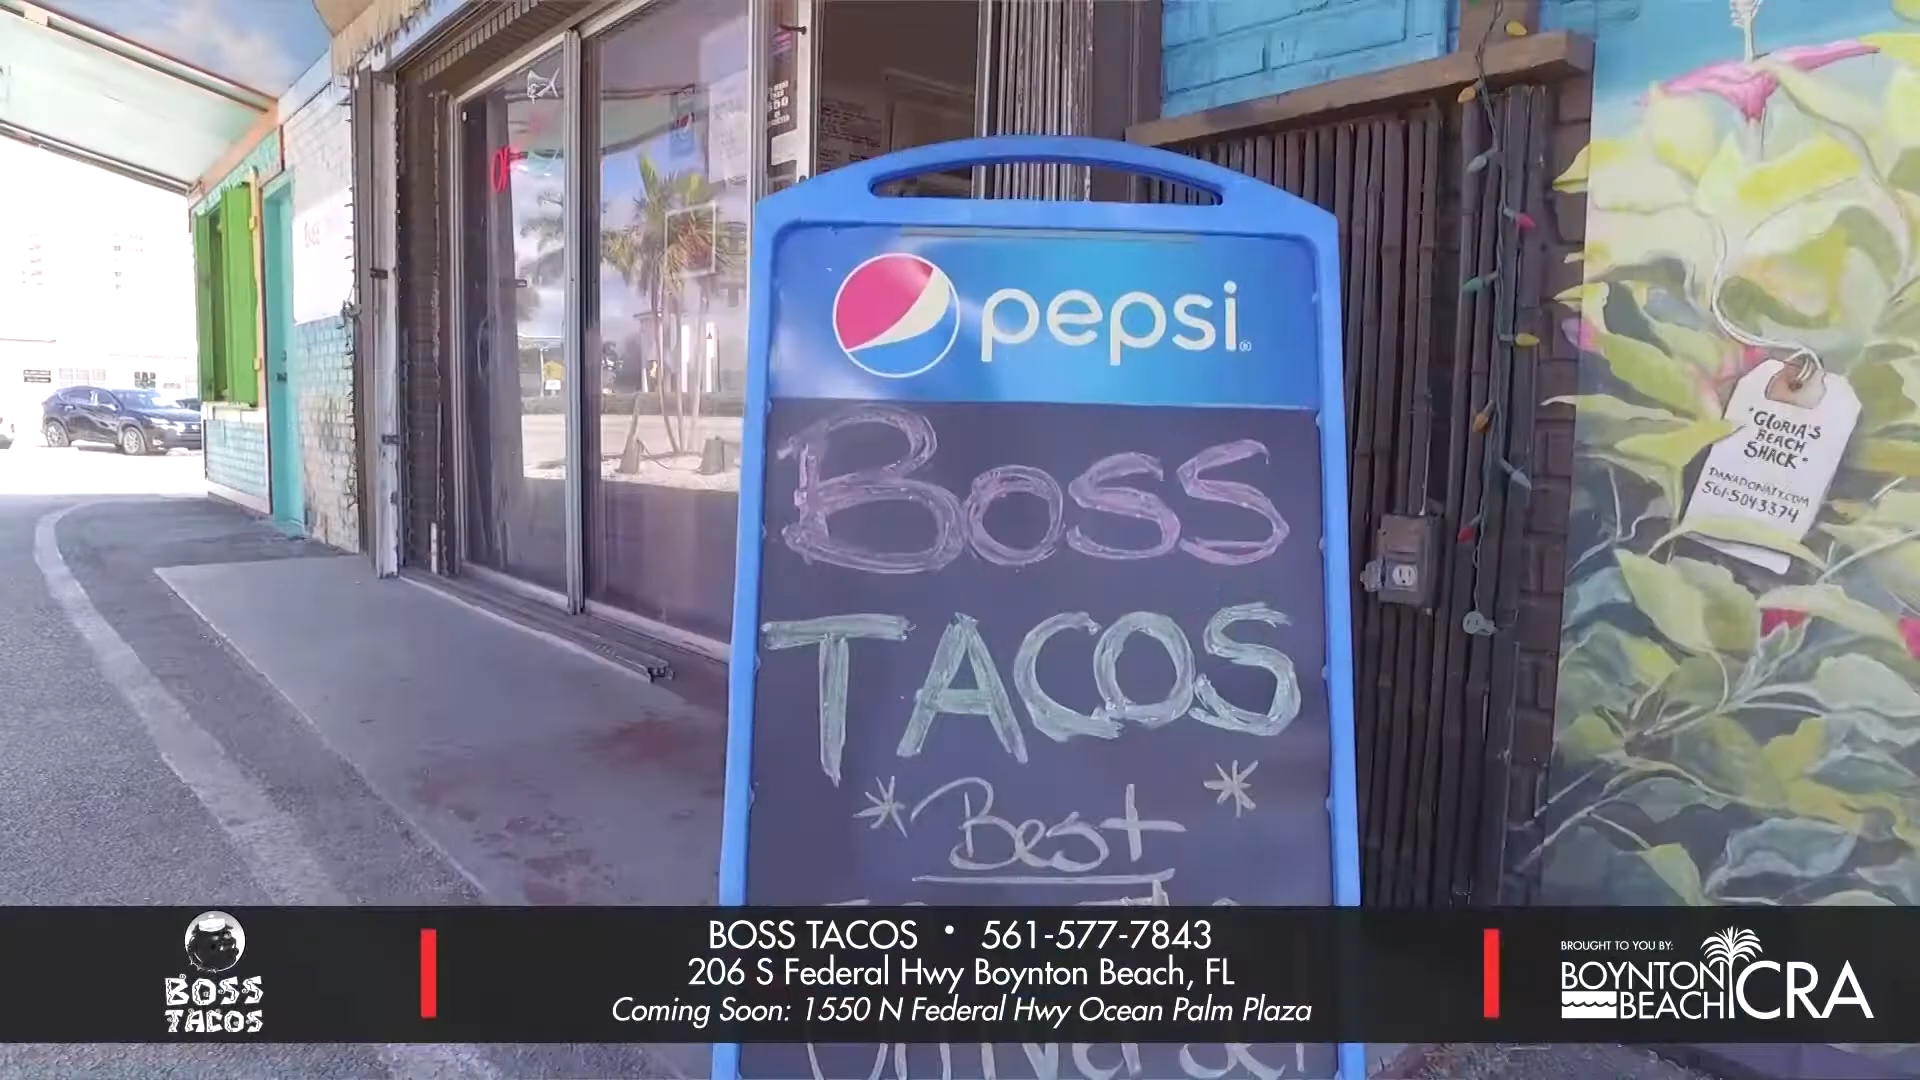 pepsi
BOSS
TACOS
* Best *
"GLORIA'S
BEACH
SHACK"
DANADONATY.COM
561-504-3374
BOSS
TACOS
BOSS TACOS • 561-577-7843
206 S Federal Hwy Boynton Beach, FL
Coming Soon: 1550 N Federal Hwy Ocean Palm Plaza
BROUGHT TO YOU BY:
BOYNTON
BEACH CRA